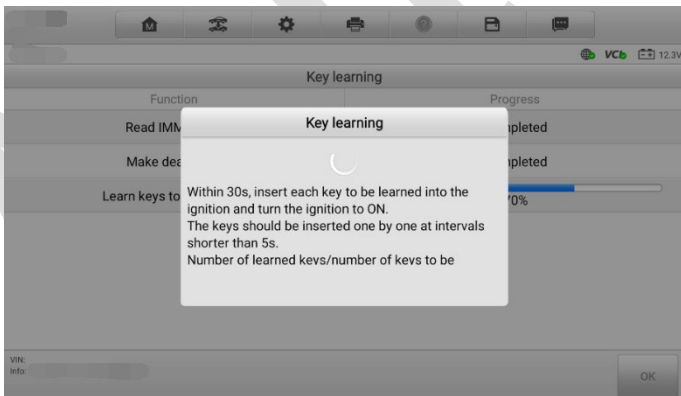 M
VCI 12.3V
Key learning
Function Progress
Read IMM
Make dea
Learn keys to
70%
Key learning
Within 30s, insert each key to be learned into the
ignition and turn the ignition to ON.
The keys should be inserted one by one at intervals
shorter than 5s.
Number of learned keys/number of keys to be
VIN:
Info:
OK